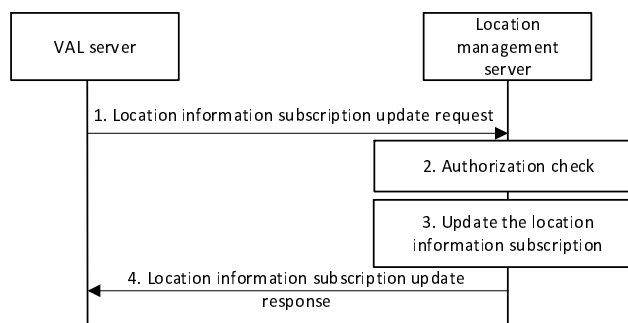 VAL server
Location
management
server
1. Location information subscription update request
2. Authorization check
3. Update the location
information subscription
4. Location information subscription update
response